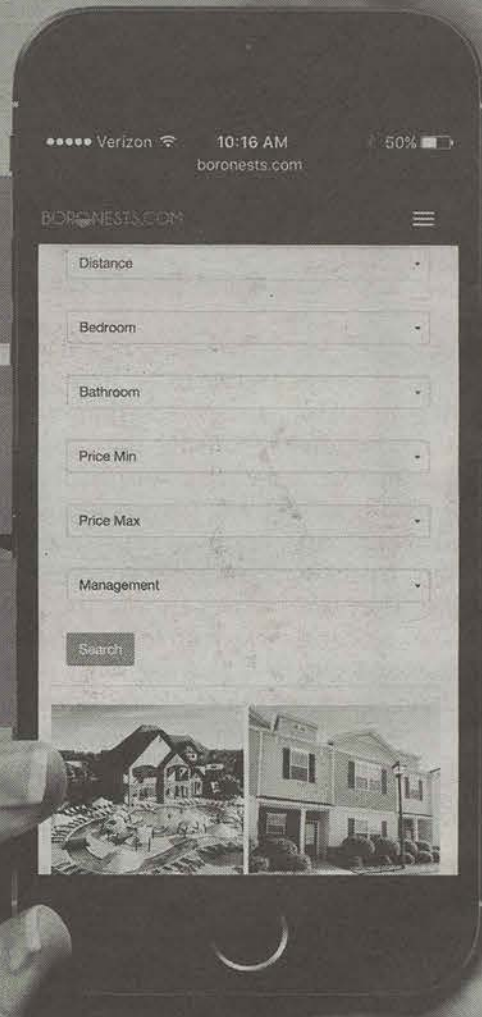 Verizon 10:16 AM 50%
boronests.com
BORONESTS.COM
Distance
Bedroom
Bathroom
Price Min
Price Max
Management
Search